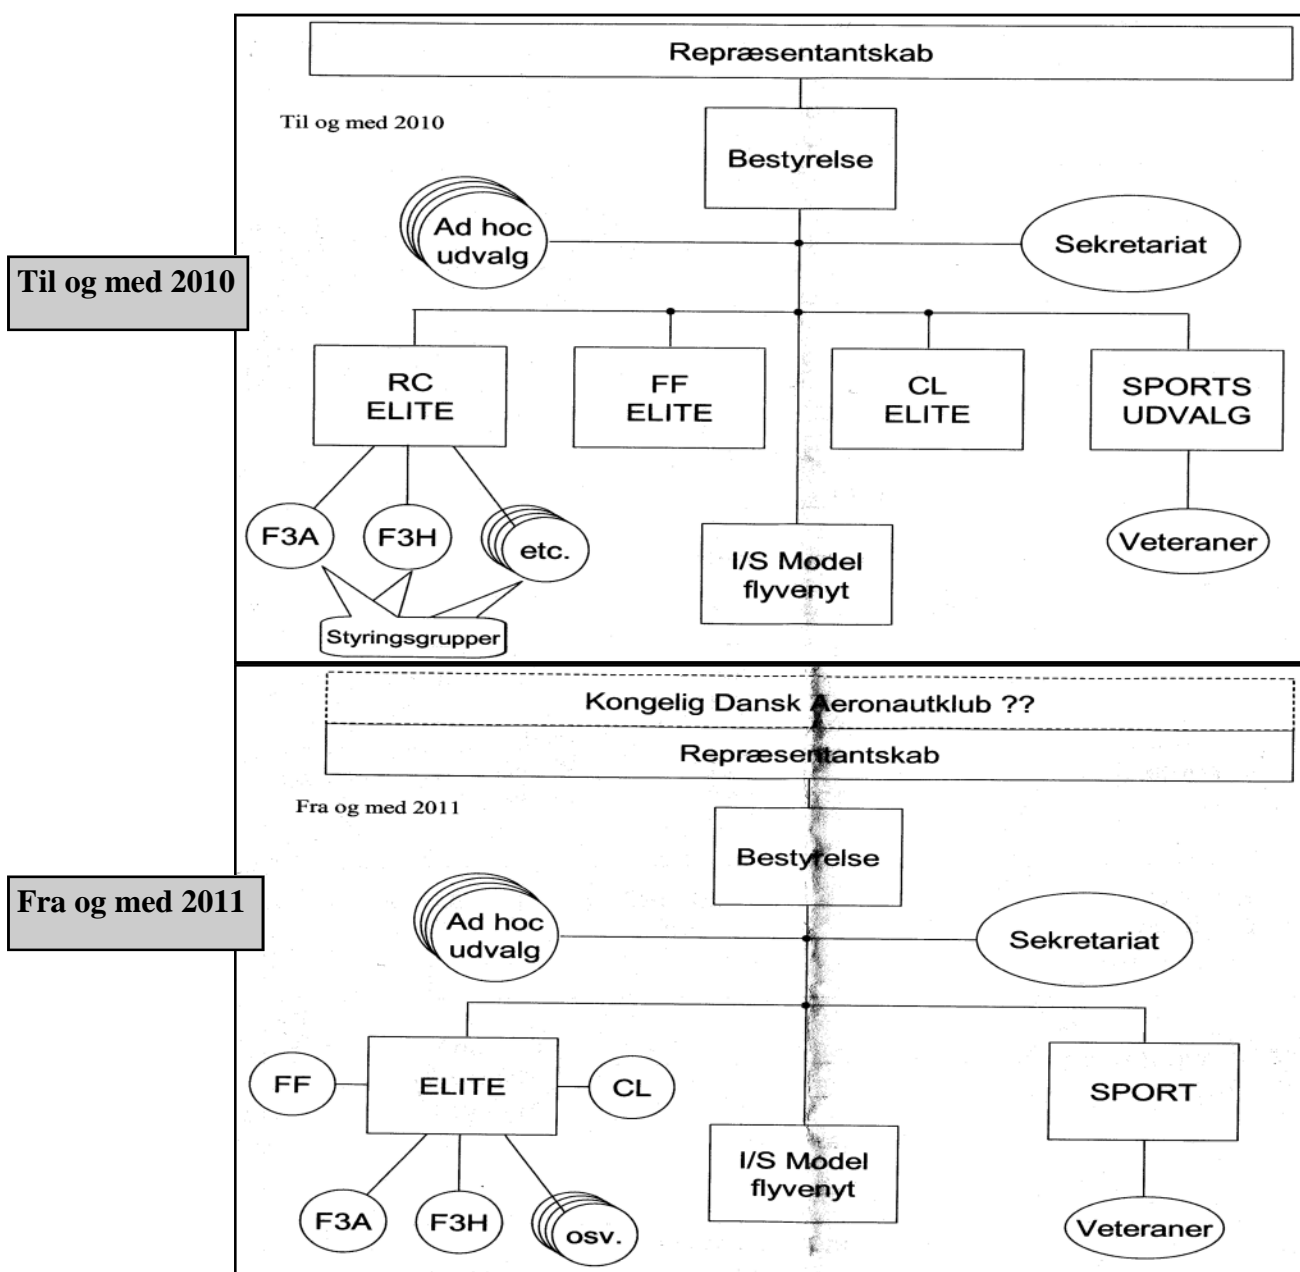 Repræsentantskab
Til og med 2010
Bestyrelse
Ad hoc
udvalg
Sekretariat
Til og med 2010
RC
ELITE
FF
ELITE
CL
ELITE
SPORTS
UDVALG
F3A
F3H
etc.
I/S Model
flyvenyt
Veteraner
Styringsgrupper
Kongelig Dansk Aeronautklub ??
Repræsentantskab
Fra og med 2011
Bestyrelse
Fra og med 2011
Ad hoc
udvalg
Sekretariat
FF
ELITE
CL
SPORT
I/S Model
flyvenyt
F3A
F3H
osv.
Veteraner